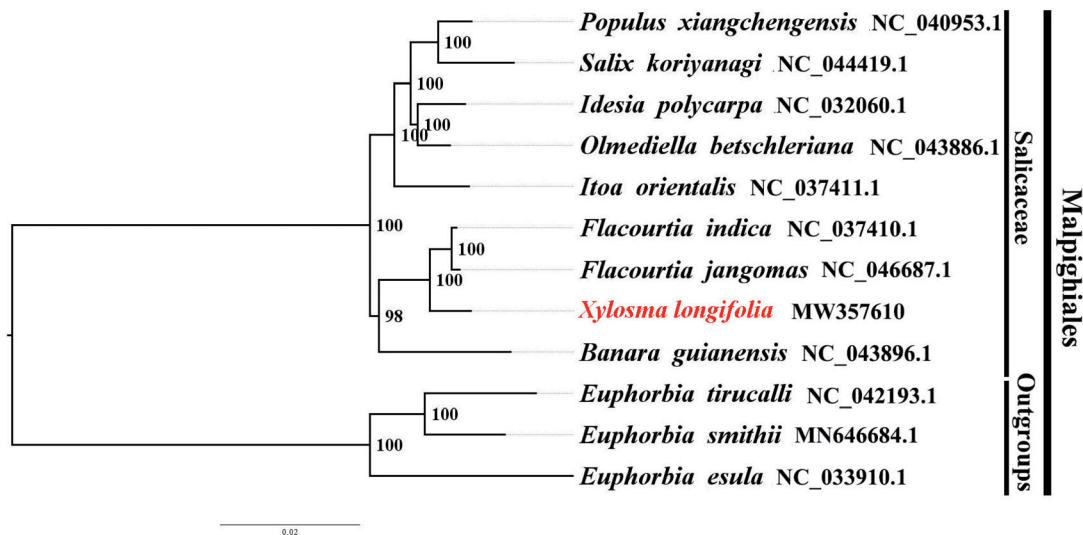 Populus xiangchengensis NC_040953.1
100
Salix koriyanagi NC_044419.1
100
Idesia polycarpa NC_032060.1
100
100
Olmediella betschleriana NC_043886.1
Itoa orientalis NC_037411.1
100
Flacourtia indica NC_037410.1
100
Flacourtia jangomas NC_046687.1
100
Xylosma longifolia MW357610
98
Banara guianensis NC_043896.1
Euphorbia tirucalli NC_042193.1
100
Euphorbia smithii MN646684.1
100
Euphorbia esula NC_033910.1
Salicaceae
Outgroups
Malpighiales
0.02